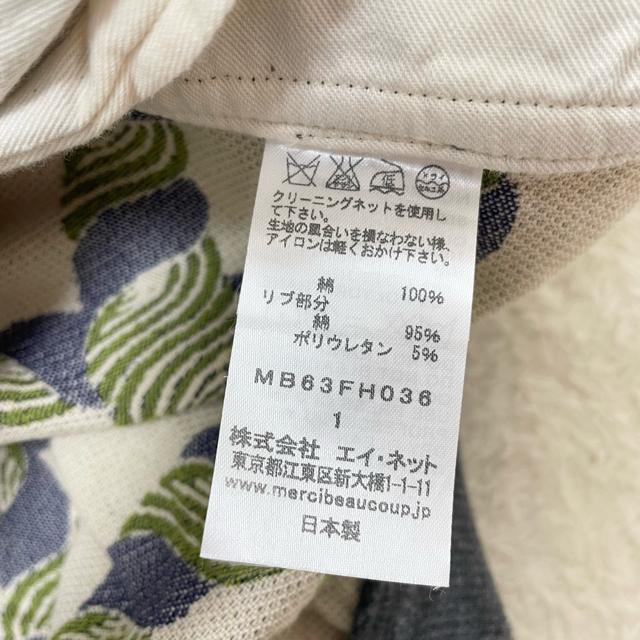 クリーニングネットを使用し
て下さい。
生地の風合いを損なわない様、
アイロンは軽くおかけ下さい。
綿 100%
リブ部分
綿 95%
ポリウレタン 5%
MB63FH036
1
株式会社 エイ・ネット
東京都江東区新大橋1-1-11
www.mercibeaucoup.jp
日本製